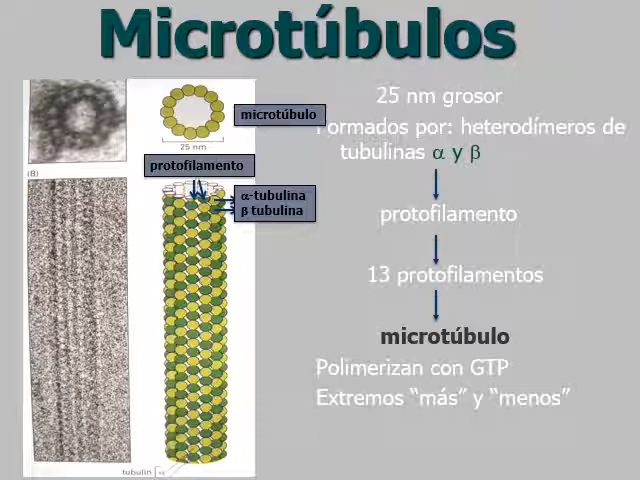 Microtúbulos
microtúbulo
25 nm
protofilamento
(B)
α-tubulina
β tubulina
tubulin
25 nm grosor
Formados por: heterodímeros de
tubulinas α y β
protofilamento
13 protofilamentos
microtúbulo
Polimerizan con GTP
Extremos “más” y “menos”